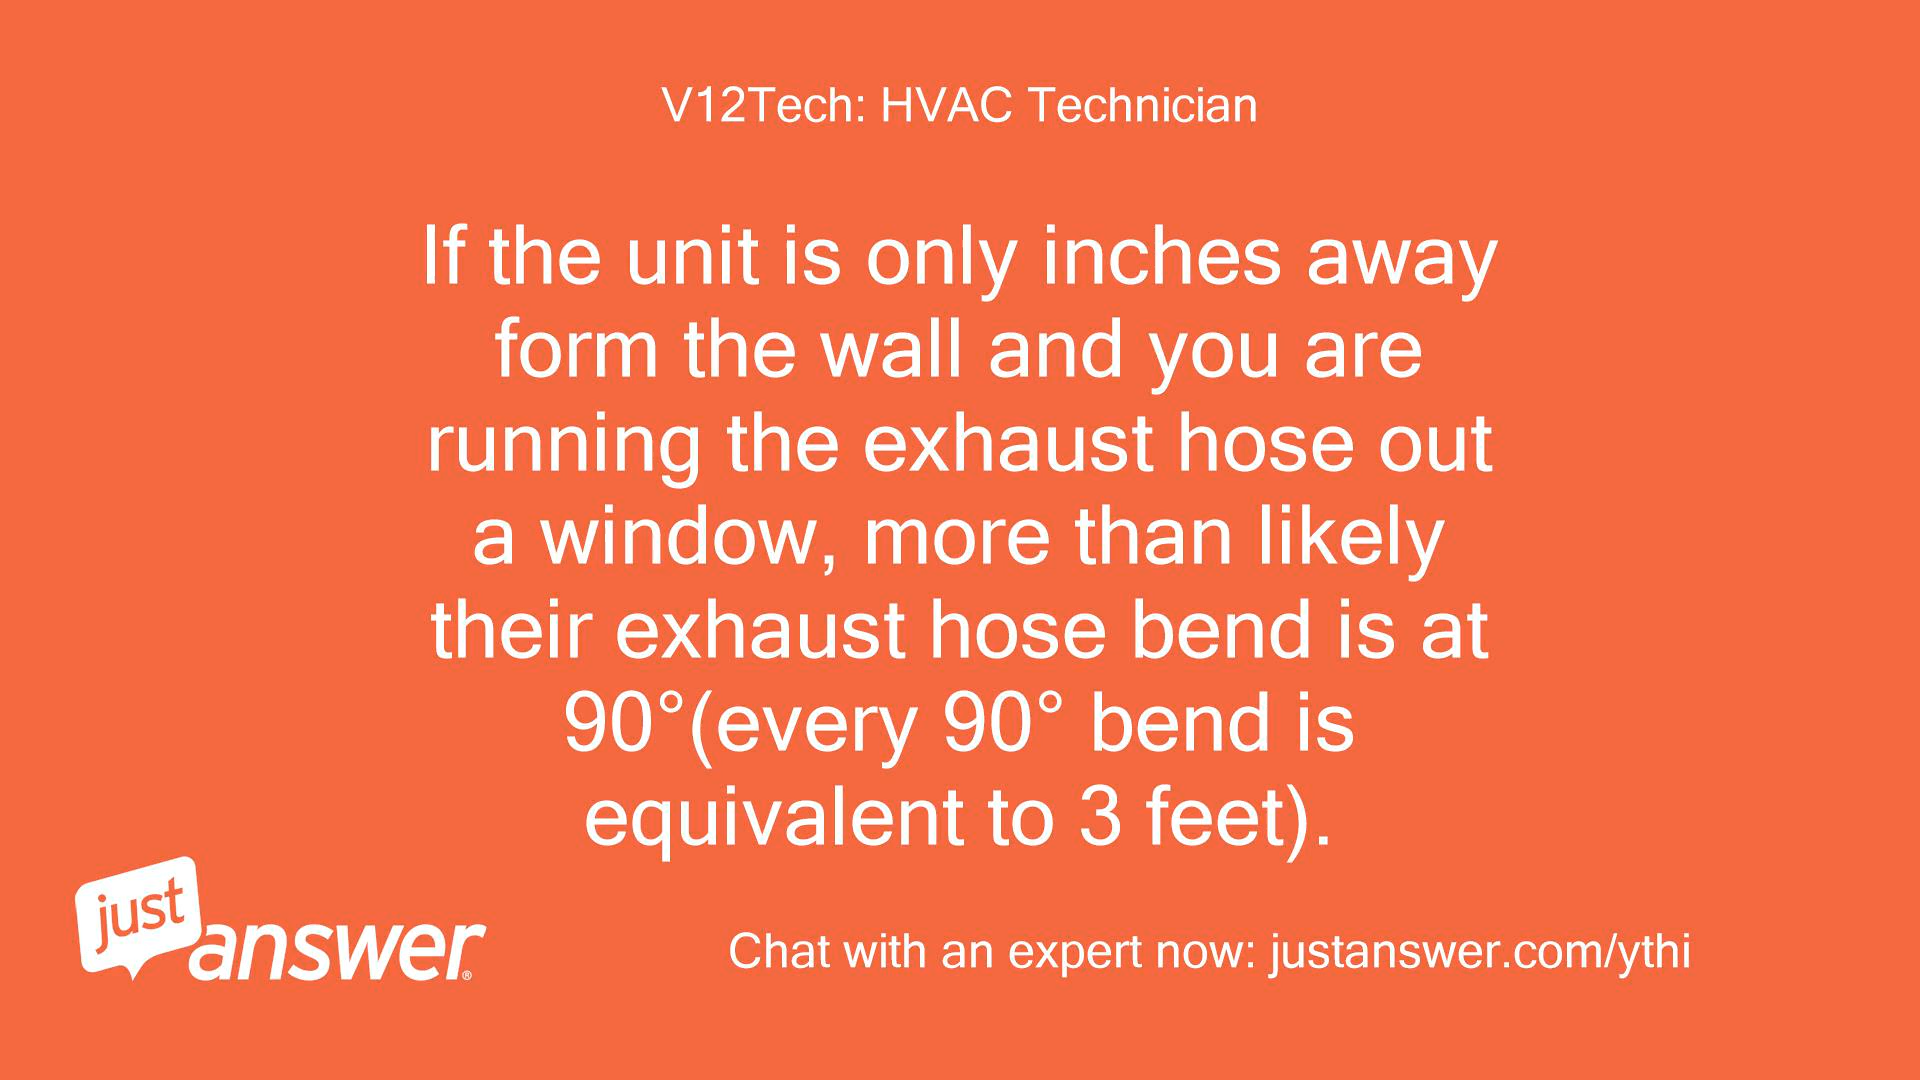 V12Tech: HVAC Technician
If the unit is only inches away
form the wall and you are
running the exhaust hose out
a window, more than likely
their exhaust hose bend is at
90°(every 90° bend is
equivalent to 3 feet).
just
answer®
Chat with an expert now: justanswer.com/ythi